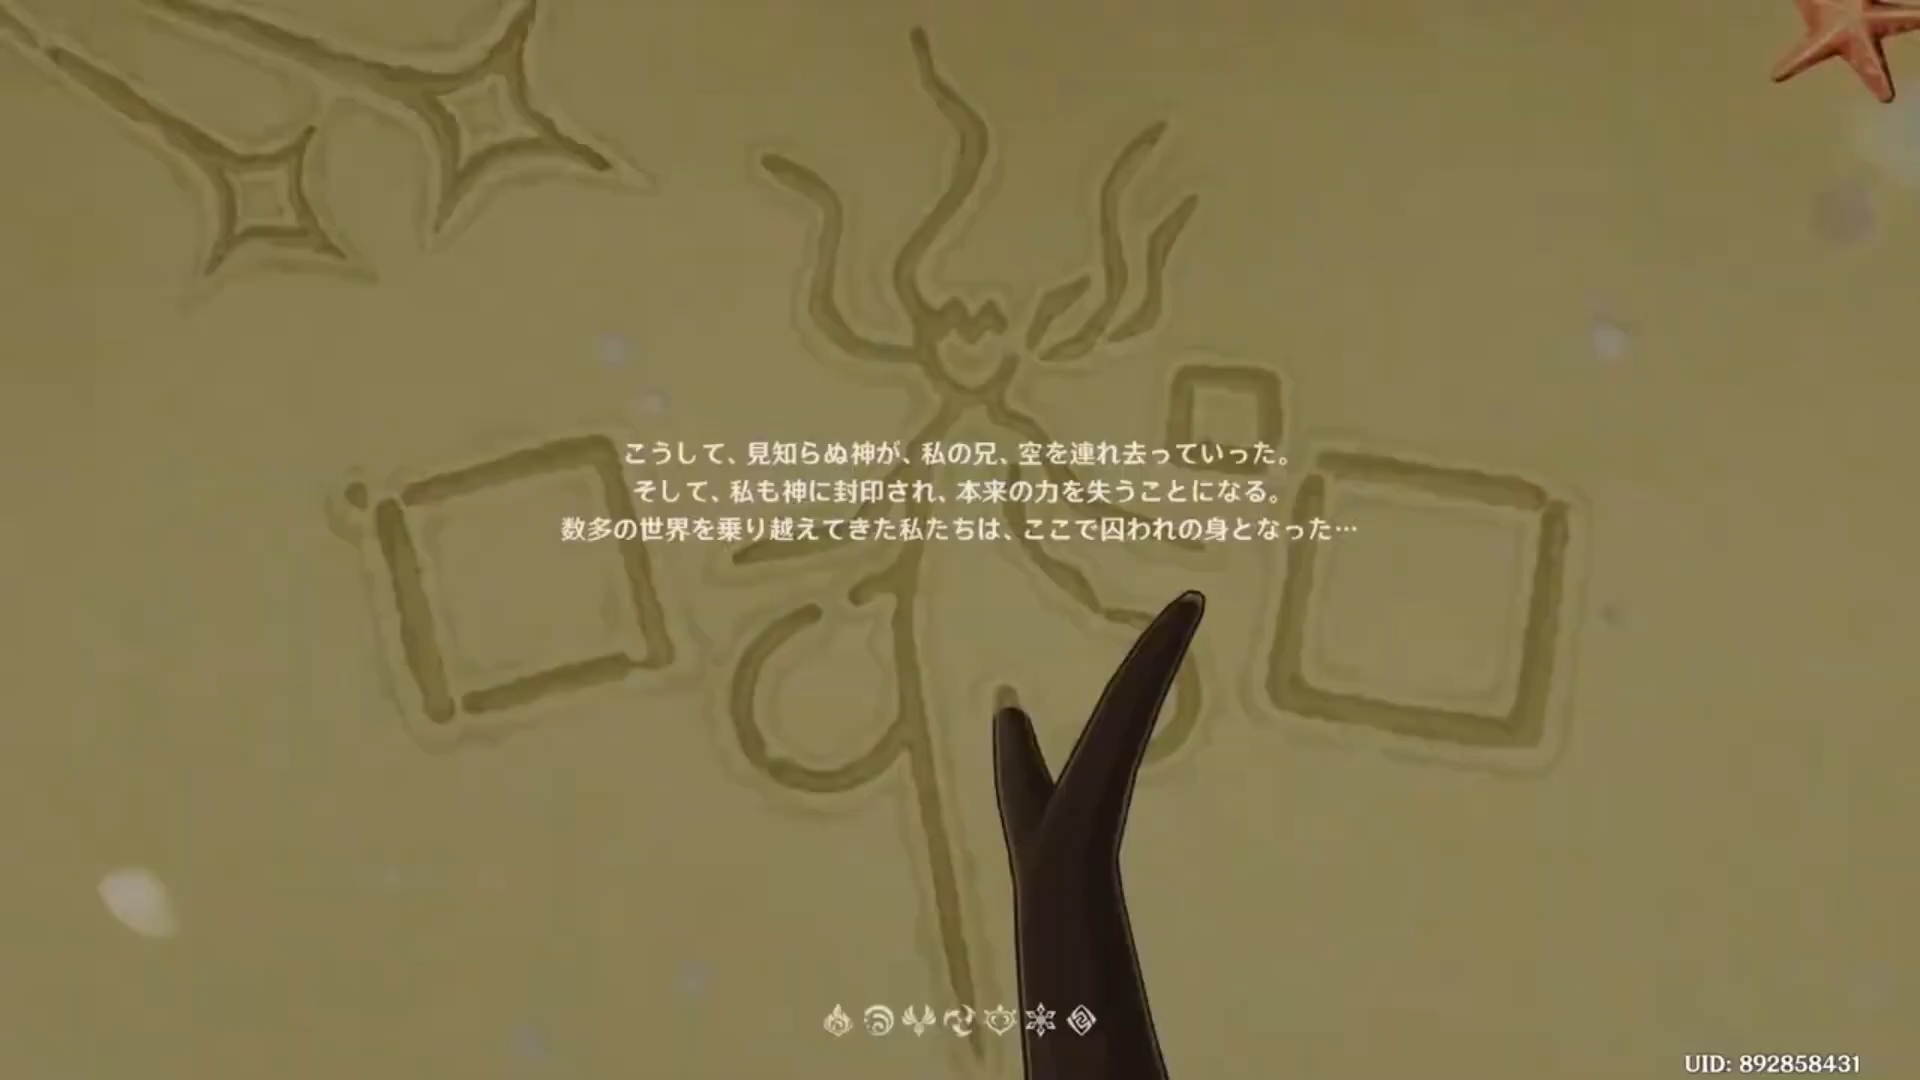 こうして、見知らぬ神が、私の兄、空を連れ去っていった。
そして、私も神に封印され、本来の力を失うことになる。
数多の世界を乗り越えてきた私たちは、ここで囚われの身となった…
UID: 892858431